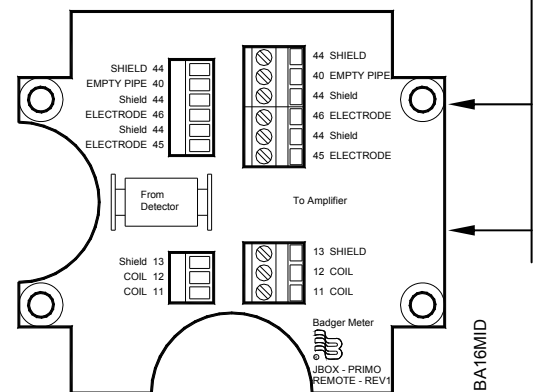 SHIELD 44
EMPTY PIPE 40
Shield 44
ELECTRODE 46
Shield 44
ELECTRODE 45
44 SHIELD
40 EMPTY PIPE
44 Shield
46 ELECTRODE
44 Shield
45 ELECTRODE
From
Detector
To Amplifier
Shield 13
COIL 12
COIL 11
13 SHIELD
12 COIL
11 COIL
Badger Meter
JBOX - PRIMO
REMOTE - REV1
BA16MID